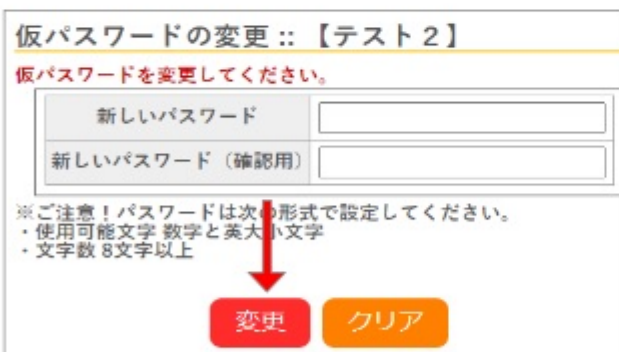 仮パスワードの変更 :: 【テスト２】
仮パスワードを変更してください。
新しいパスワード
新しいパスワード（確認用）
※ご注意！パスワードは次の形式で設定してください。
・使用可能文字 数字と英大小文字
・文字数 8文字以上
変更 クリア